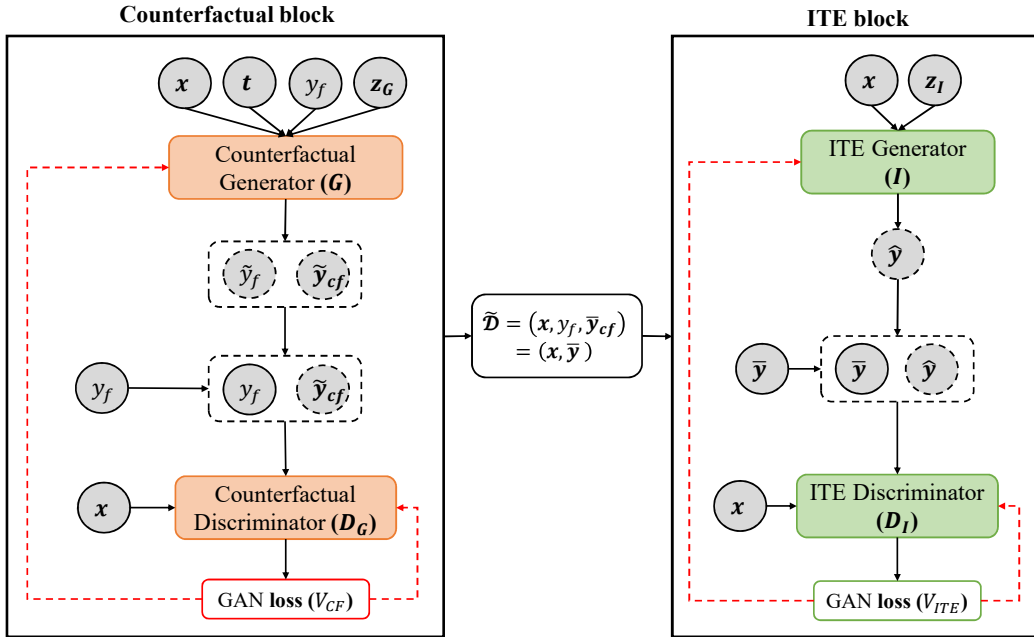 Counterfactual block
x t y_f z_G
Counterfactual
Generator (G)
ỹ_f ỹ_cf
y_f y_f ỹ_cf
x
Counterfactual
Discriminator (D_G)
GAN loss (V_CF)
D̃ = (x, y_f, ȳ_cf)
= (x, ȳ )
ITE block
x z_I
ITE Generator
(I)
ŷ
ȳ ȳ ŷ
x
ITE Discriminator
(D_I)
GAN loss (V_ITE)